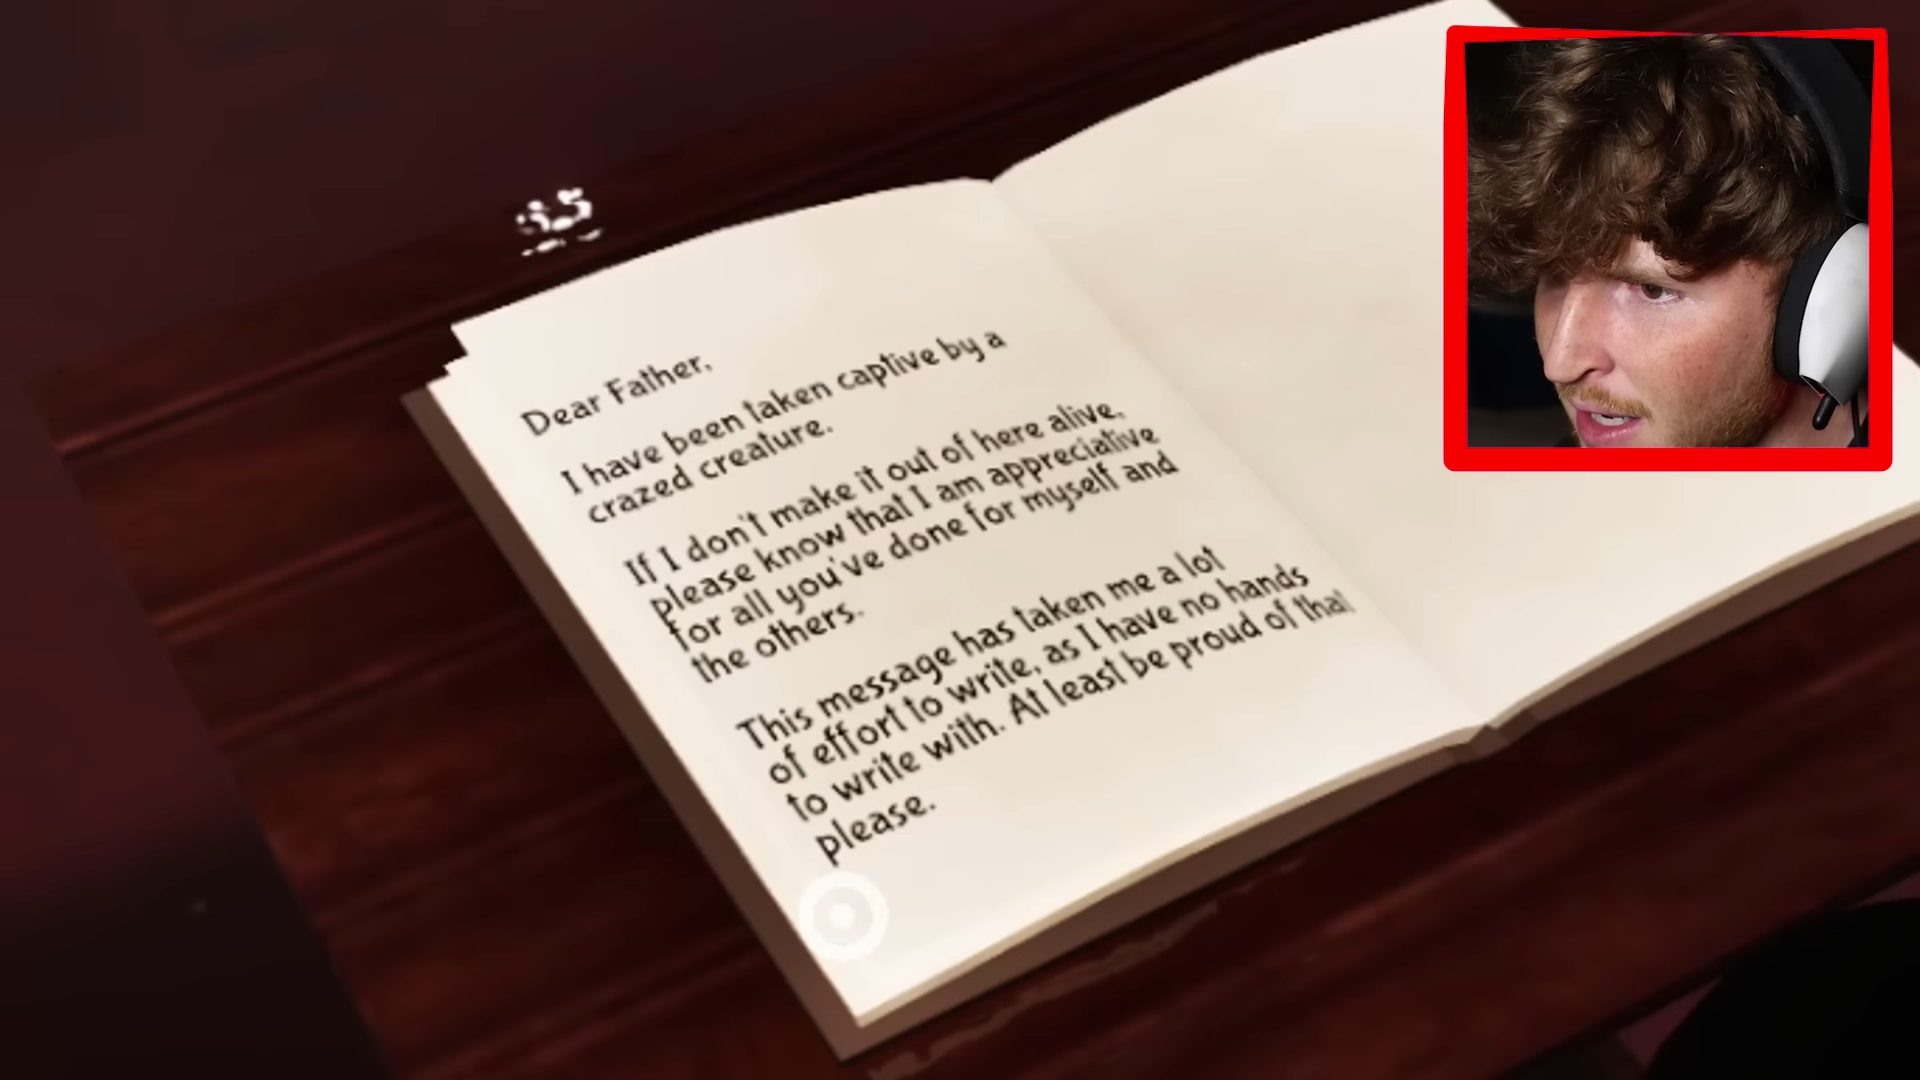 Dear Father,
I have been taken captive by a
crazed creature.
If I don't make it out of here alive,
please know that I am appreciative
for all you've done for myself and
the others.
This message has taken me a lot
of effort to write, as I have no hands
to write with. At least be proud of that
please.